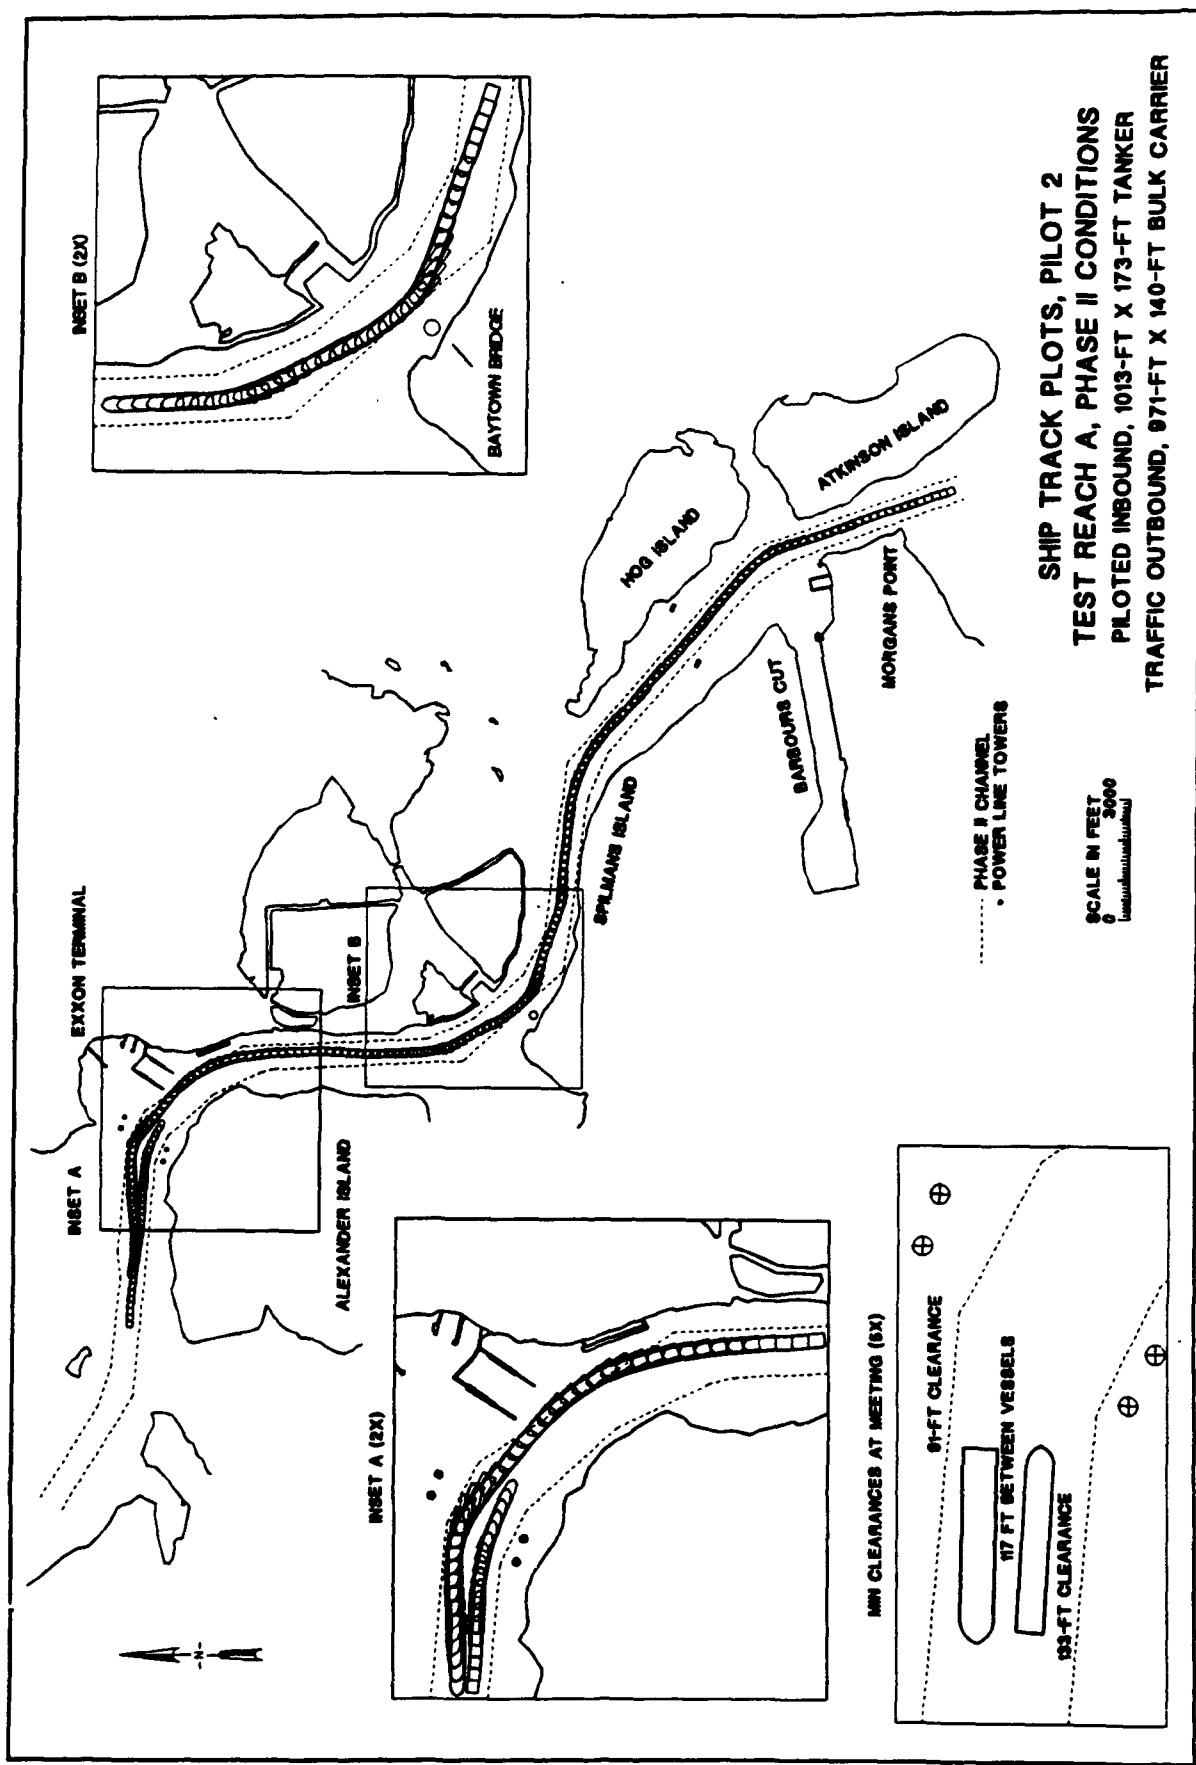 INSET B (2X)
BAYTOWN BRIDGE
EXXON TERMINAL
INSET A
INSET B
ALEXANDER ISLAND
SPILMANS ISLAND
HOG ISLAND
ATKINSON ISLAND
BARBOURS CUT
MORGANS POINT
-N-
INSET A (2X)
MIN CLEARANCES AT MEETING (5X)
91-FT CLEARANCE
117 FT BETWEEN VESSELS
133-FT CLEARANCE
PHASE II CHANNEL
• POWER LINE TOWERS
SCALE IN FEET
0 3000
SHIP TRACK PLOTS, PILOT 2
TEST REACH A, PHASE II CONDITIONS
PILOTED INBOUND, 1013-FT X 173-FT TANKER
TRAFFIC OUTBOUND, 971-FT X 140-FT BULK CARRIER